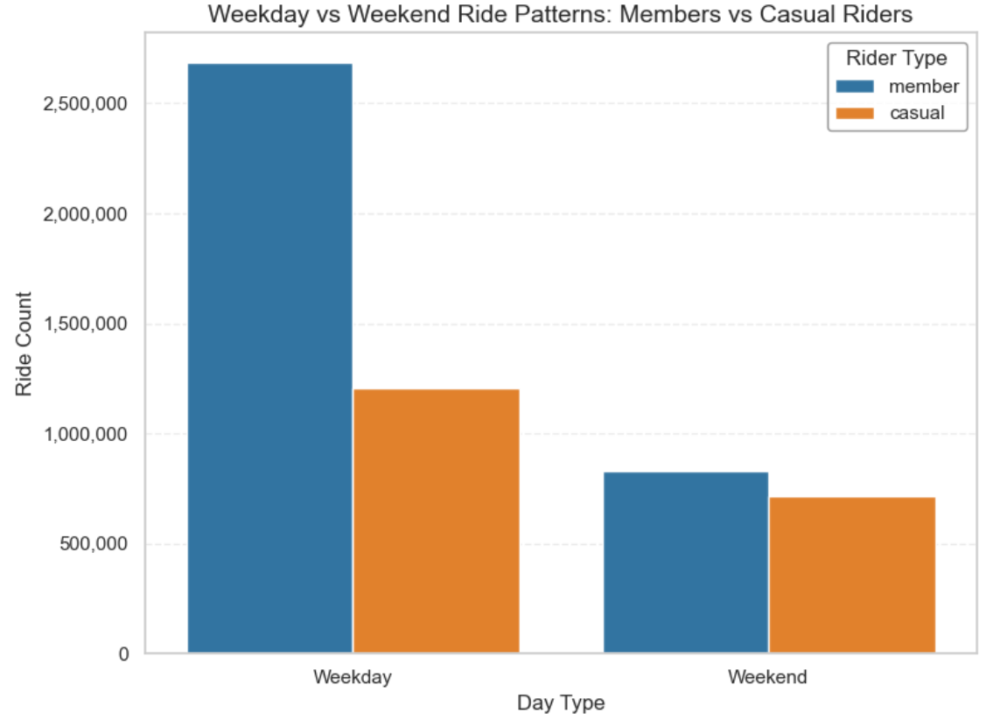 Weekday vs Weekend Ride Patterns: Members vs Casual Riders
Rider Type
member
casual
2,500,000
2,000,000
1,500,000
1,000,000
500,000
0
Ride Count
Weekday
Weekend
Day Type